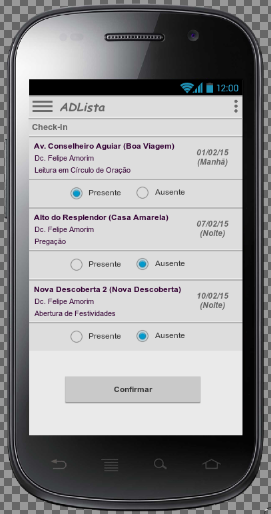 12:00
ADLista
Check-In
Av. Conselheiro Aguiar (Boa Viagem)
Dc. Felipe Amorim
Leitura em Círculo de Oração
01/02/15
(Manhã)
Presente
Ausente
Alto do Resplendor (Casa Amarela)
Dc. Felipe Amorim
Pregação
07/02/15
(Noite)
Presente
Ausente
Nova Descoberta 2 (Nova Descoberta)
Dc. Felipe Amorim
Abertura de Festividades
10/02/15
(Noite)
Presente
Ausente
Confirmar